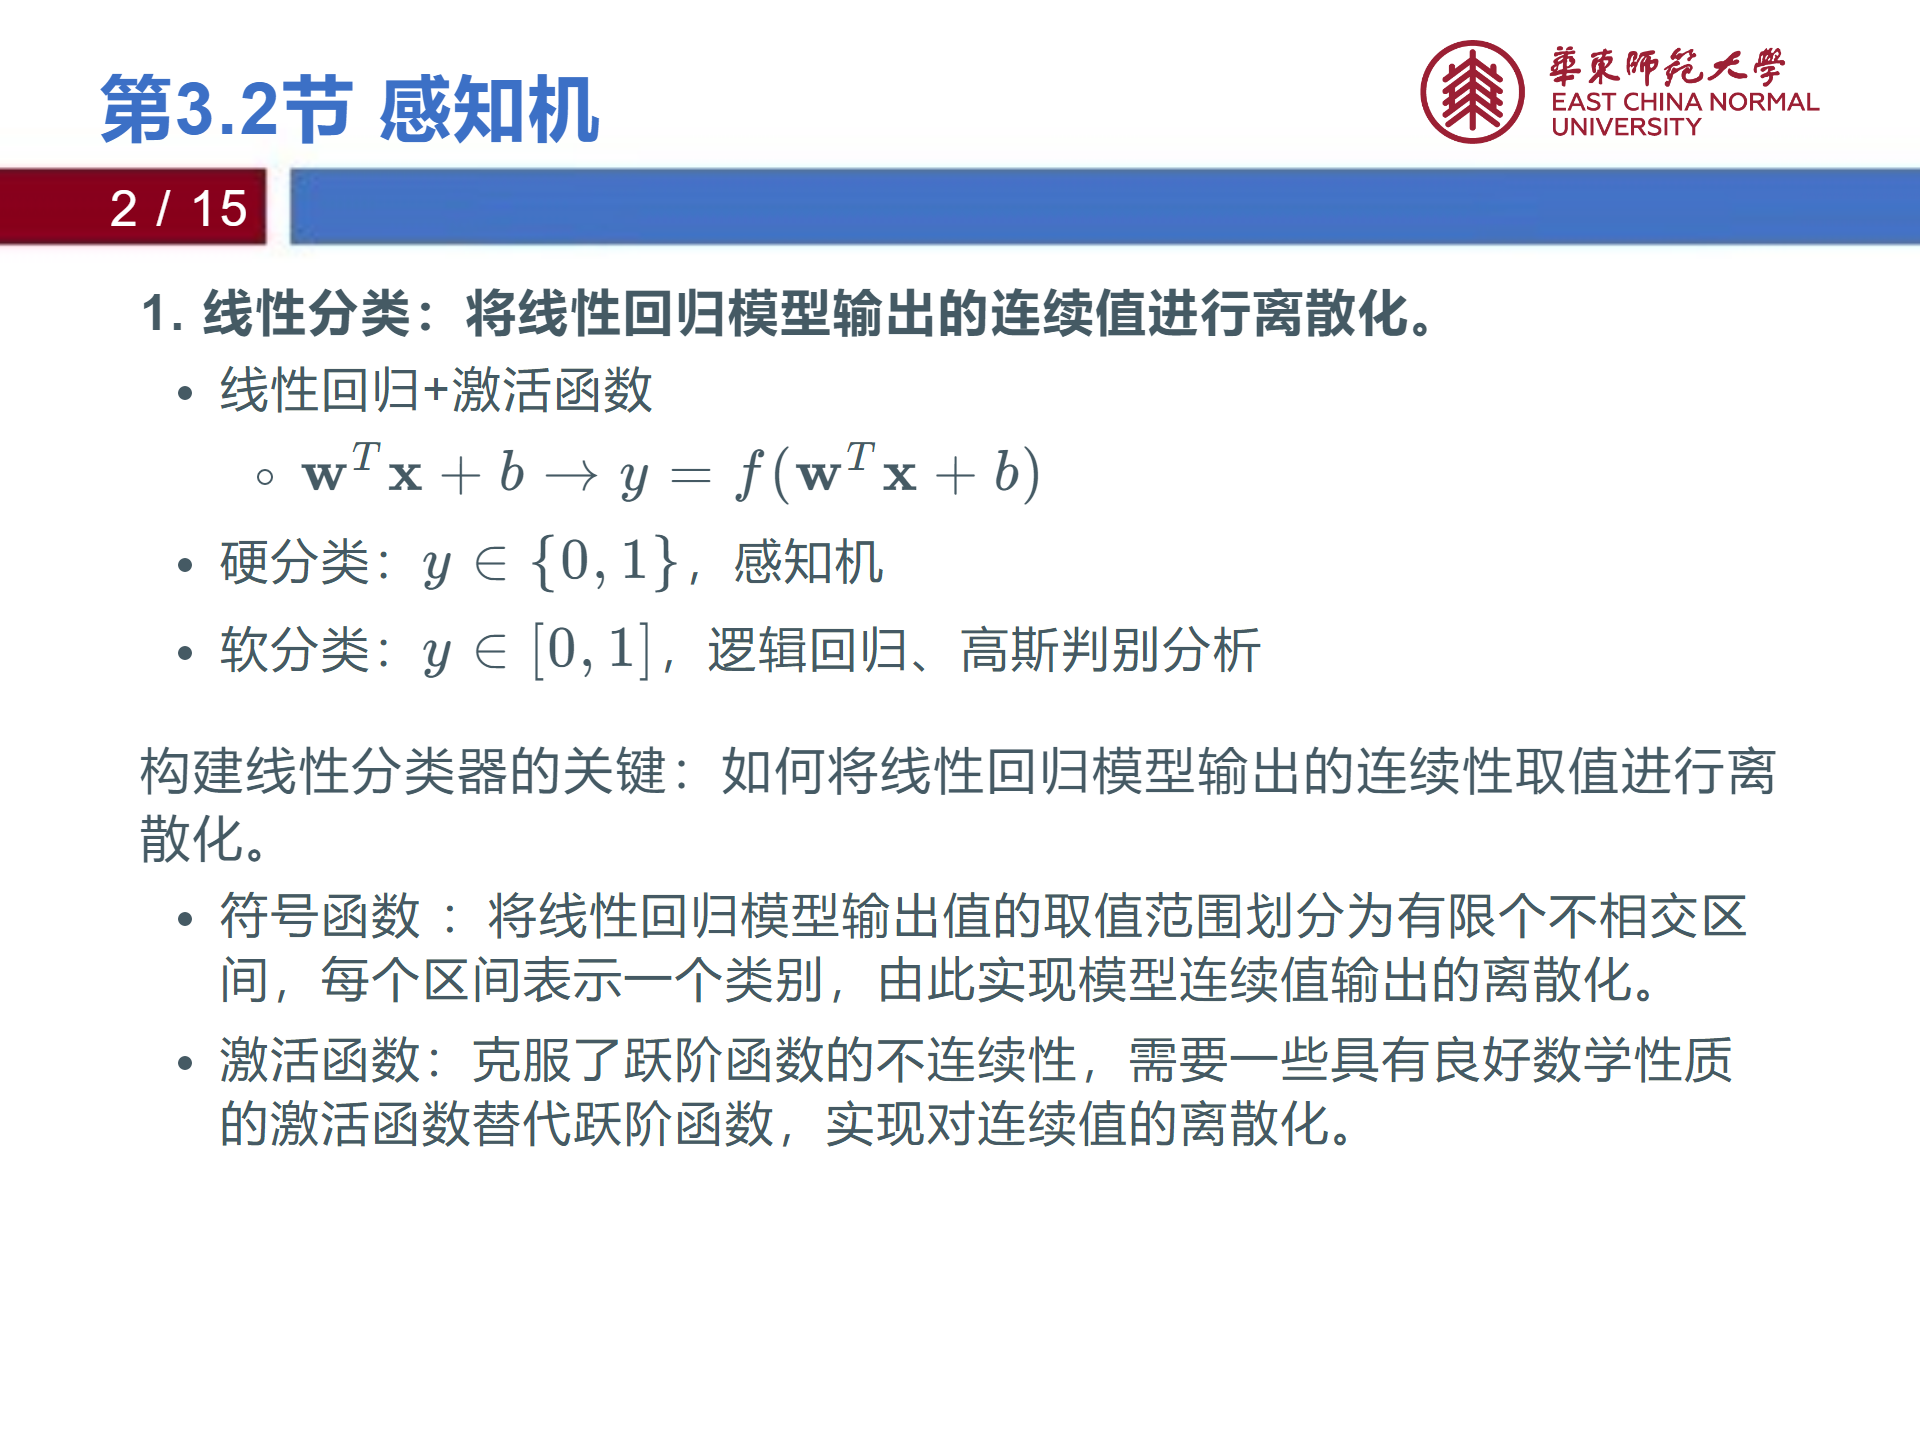 第3.2节 感知机
華東師範大學
EAST CHINA NORMAL
UNIVERSITY
2 / 15
1. 线性分类：将线性回归模型输出的连续值进行离散化。
• 线性回归+激活函数
◦ $\mathbf{w}^T\mathbf{x} + b \to y = f(\mathbf{w}^T\mathbf{x} + b)$
• 硬分类：$y \in \{0, 1\}$，感知机
• 软分类：$y \in [0, 1]$，逻辑回归、高斯判别分析
构建线性分类器的关键：如何将线性回归模型输出的连续性取值进行离
散化。
• 符号函数 ：将线性回归模型输出值的取值范围划分为有限个不相交区
间，每个区间表示一个类别，由此实现模型连续值输出的离散化。
• 激活函数：克服了跃阶函数的不连续性，需要一些具有良好数学性质
的激活函数替代跃阶函数，实现对连续值的离散化。